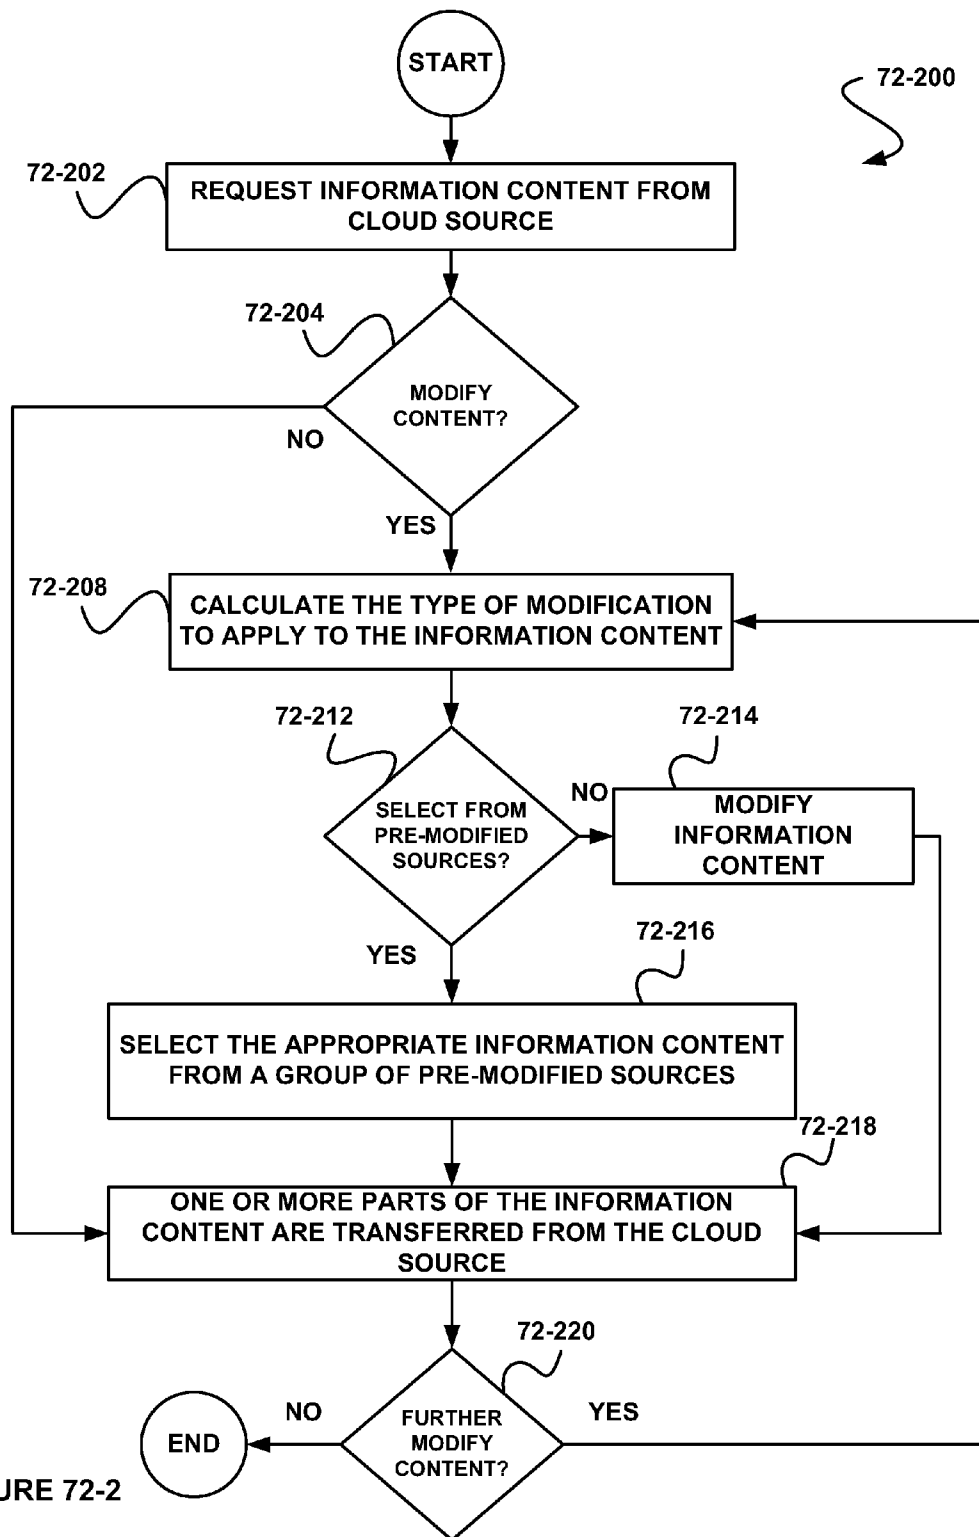 START
72-200
72-202
REQUEST INFORMATION CONTENT FROM
CLOUD SOURCE
72-204
MODIFY
CONTENT?
NO
YES
72-208
CALCULATE THE TYPE OF MODIFICATION
TO APPLY TO THE INFORMATION CONTENT
72-212
72-214
SELECT FROM
PRE-MODIFIED
SOURCES?
NO
MODIFY
INFORMATION
CONTENT
YES
72-216
SELECT THE APPROPRIATE INFORMATION CONTENT
FROM A GROUP OF PRE-MODIFIED SOURCES
72-218
ONE OR MORE PARTS OF THE INFORMATION
CONTENT ARE TRANSFERRED FROM THE CLOUD
SOURCE
72-220
NO
YES
END
FURTHER
MODIFY
CONTENT?
URE 72-2